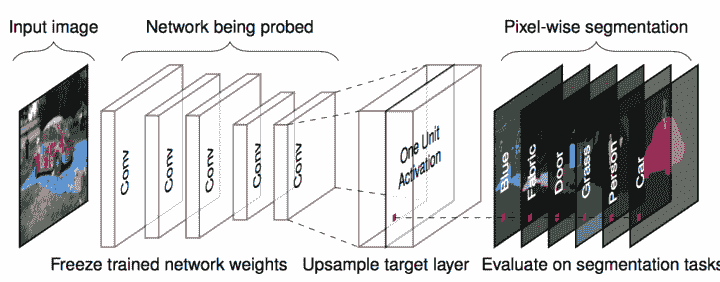 Input image
Network being probed
Pixel-wise segmentation
Conv
Conv
Conv
Conv
Conv
One Unit
Activation
Blue
Fabric
Door
Grass
Person
Car
Freeze trained network weights
Upsample target layer
Evaluate on segmentation tasks